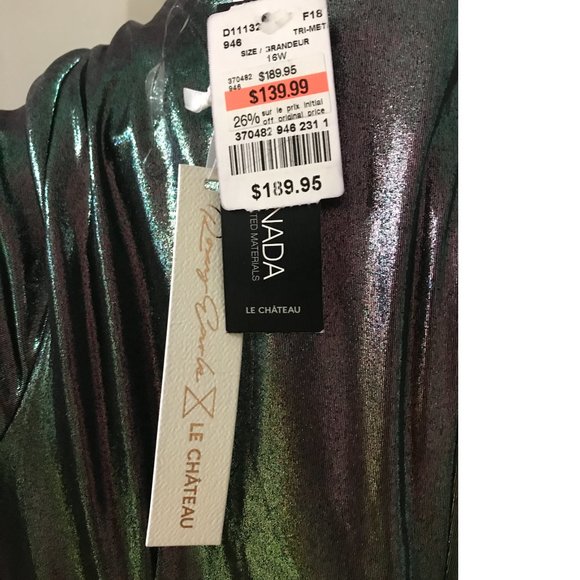 D11132 F18
946 TRI-MET
SIZE / GRANDEUR
16W
370482 $189.95
946
$139.99
26% sur le prix initial
off original price
370482 946 231 1
$189.95
NADA
TED MATERIALS
LE CHÂTEAU
LE CHÂTEAU